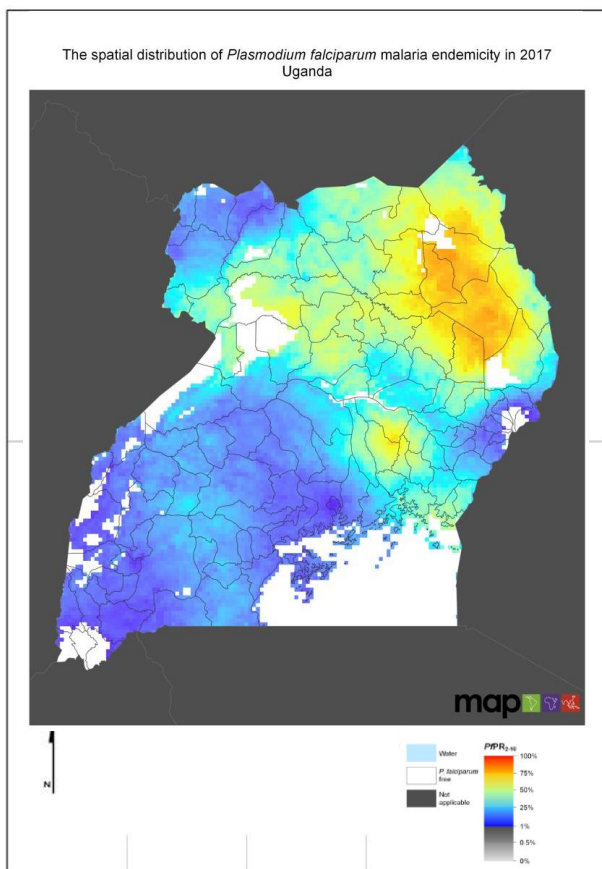 The spatial distribution of Plasmodium falciparum malaria endemicity in 2017
Uganda
map
N
Water
P. falciparum
free
Not
applicable
PfPR2-10
100%
75%
50%
25%
1%
0.5%
0%